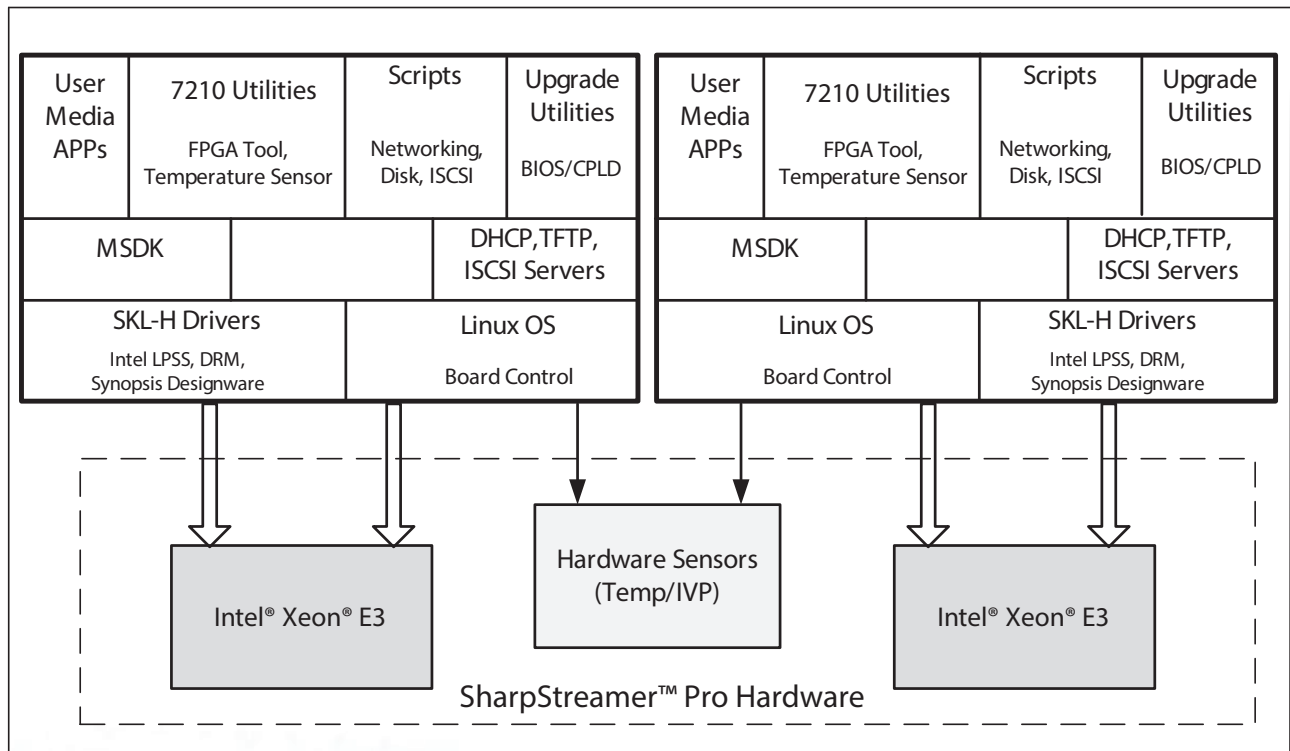 User
Media
APPs
7210 Utilities
FPGA Tool,
Temperature Sensor
Scripts
Networking,
Disk, ISCSI
Upgrade
Utilities
BIOS/CPLD
MSDK
DHCP,TFTP,
ISCSI Servers
SKL-H Drivers
Intel LPSS, DRM,
Synopsis Designware
Linux OS
Board Control
User
Media
APPs
7210 Utilities
FPGA Tool,
Temperature Sensor
Scripts
Networking,
Disk, ISCSI
Upgrade
Utilities
BIOS/CPLD
MSDK
DHCP,TFTP,
ISCSI Servers
Linux OS
Board Control
SKL-H Drivers
Intel LPSS, DRM,
Synopsis Designware
Intel® Xeon® E3
Hardware Sensors
(Temp/IVP)
Intel® Xeon® E3
SharpStreamer™ Pro Hardware